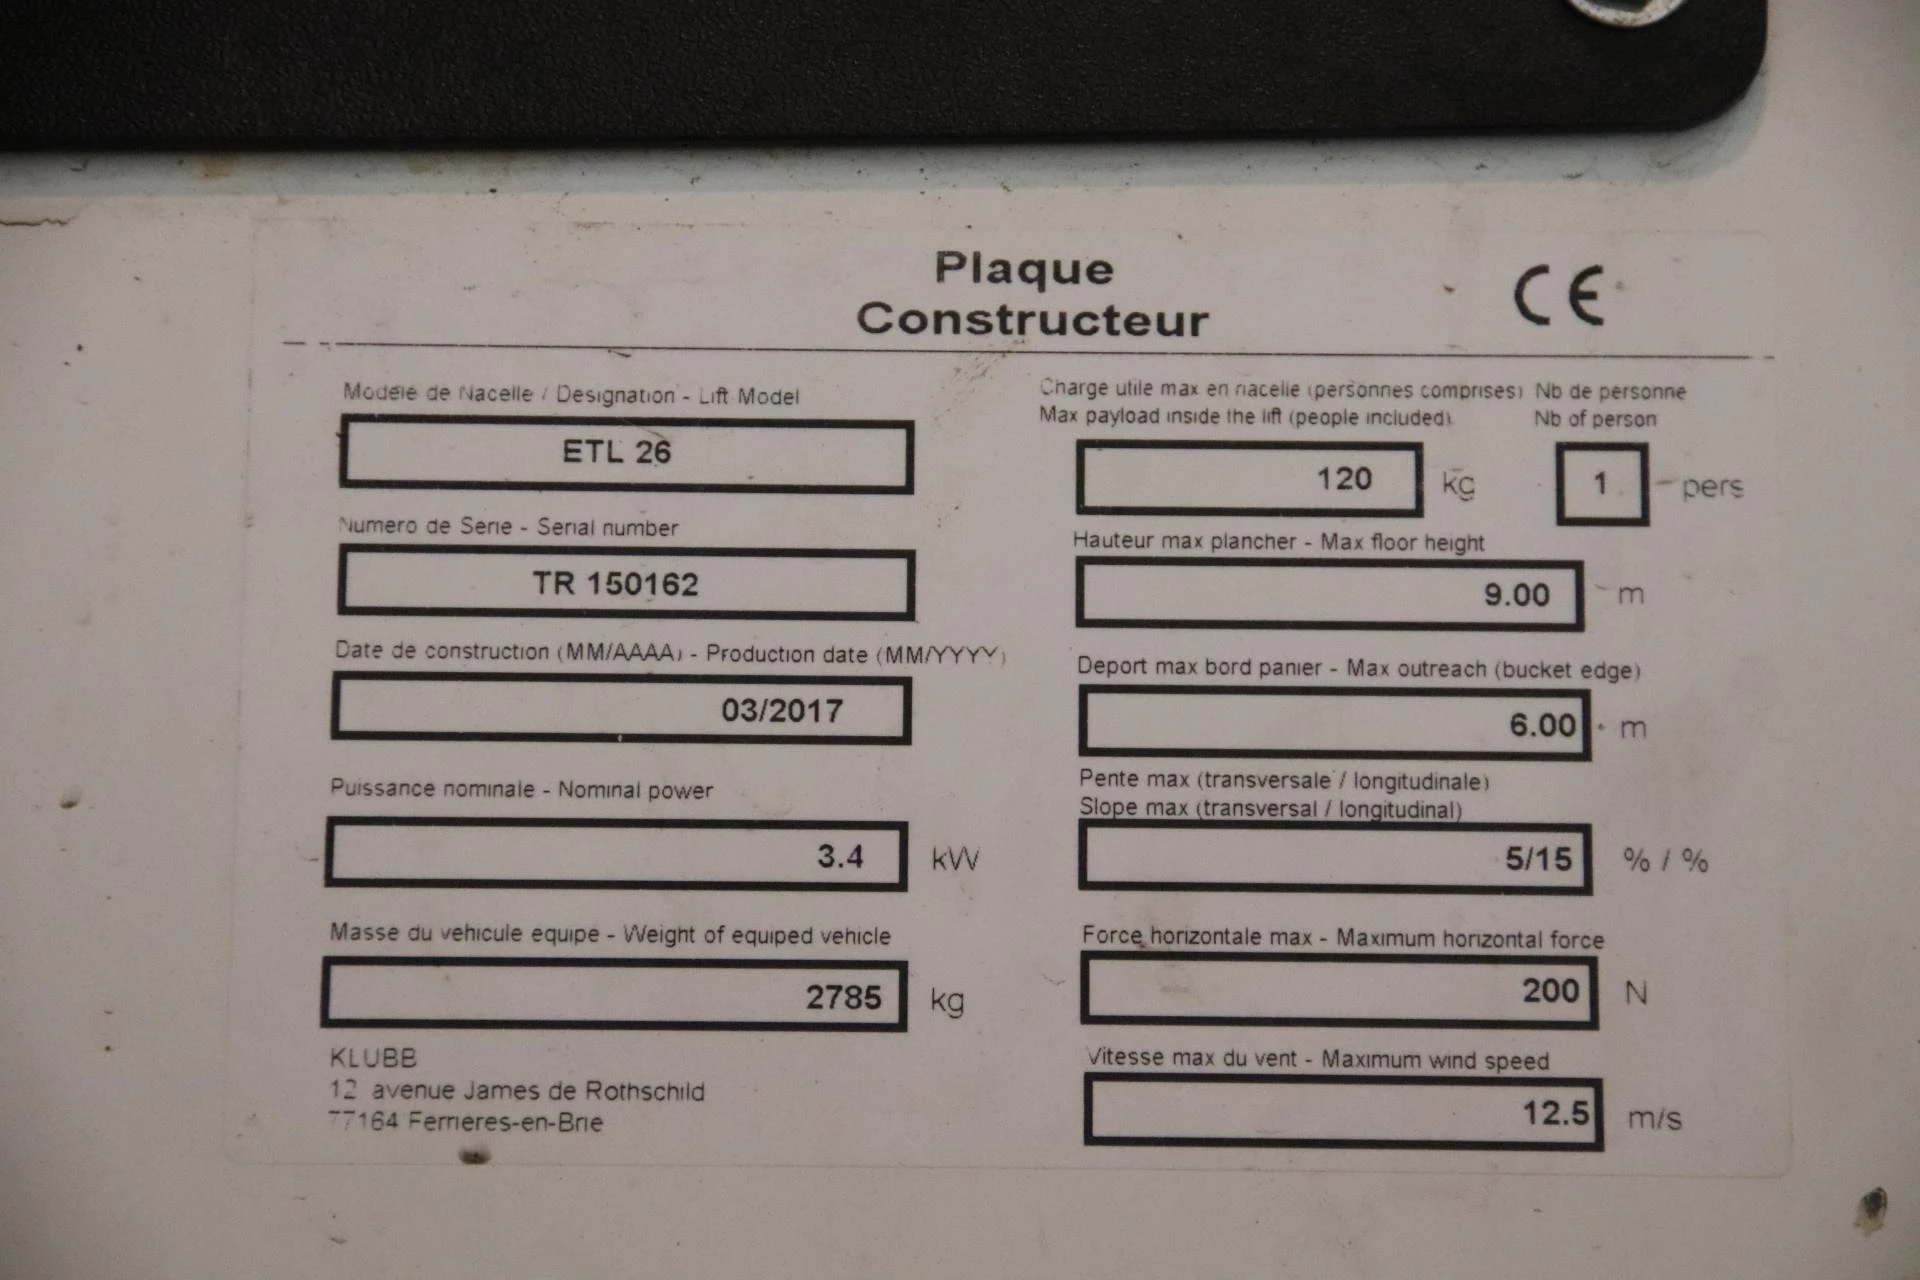 Plaque
Constructeur
CE
Modele de Nacelle / Designation - Lift Model
ETL 26
Numero de Serie - Serial number
TR 150162
Date de construction (MM/AAAA) - Production date (MM/YYYY)
03/2017
Puissance nominale - Nominal power
3.4 kW
Masse du vehicule equipe - Weight of equiped vehicle
2785 kg
KLUBB
12 avenue James de Rothschild
77164 Ferrieres-en-Brie
Charge utile max en nacelle (personnes comprises) Nb de personne
Max payload inside the lift (people included) Nb of person
120 kg 1 pers
Hauteur max plancher - Max floor height
9.00 m
Deport max bord panier - Max outreach (bucket edge)
6.00 m
Pente max (transversale / longitudinale)
Slope max (transversal / longitudinal)
5/15 % / %
Force horizontale max - Maximum horizontal force
200 N
Vitesse max du vent - Maximum wind speed
12.5 m/s